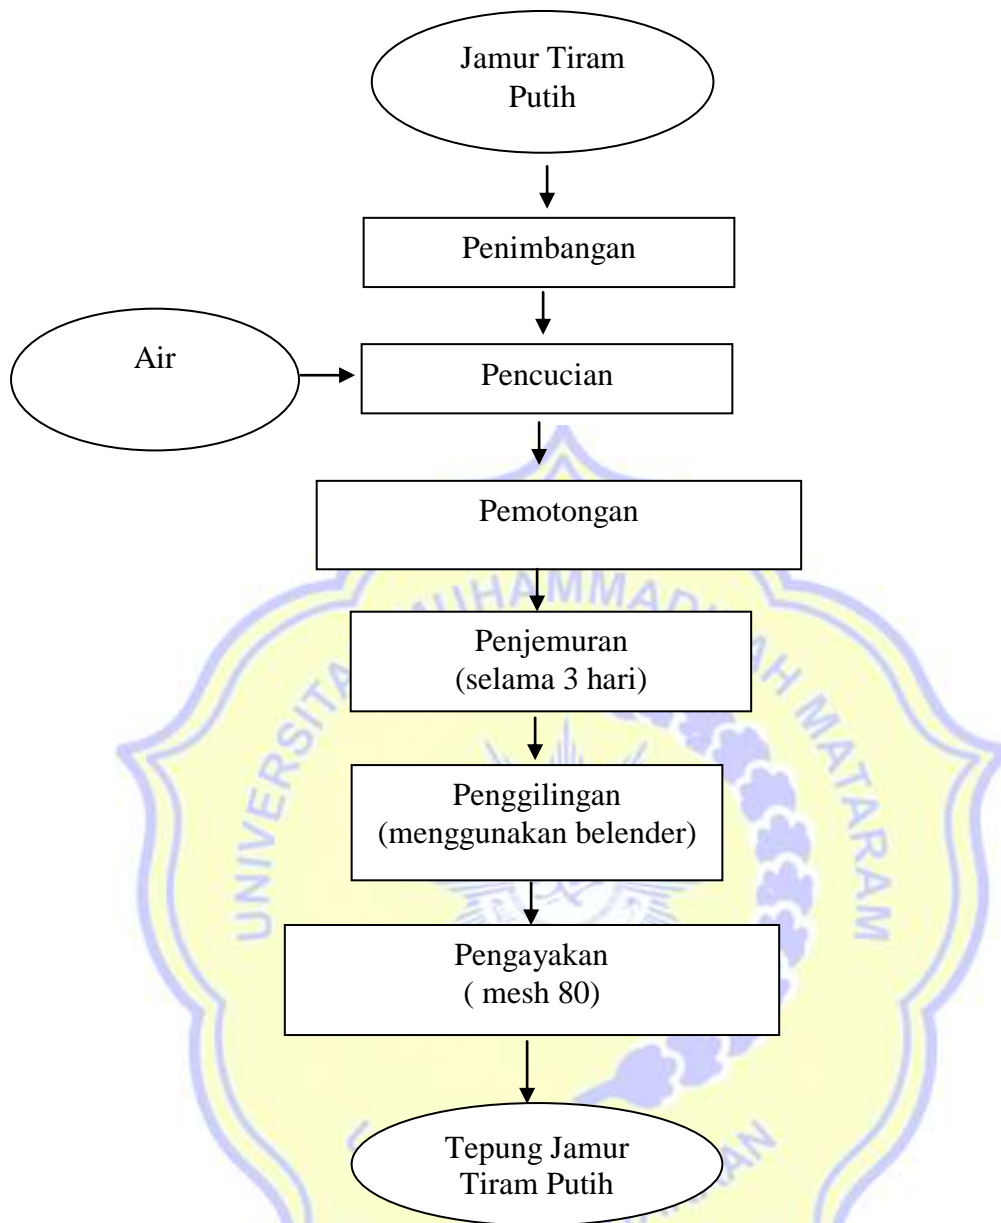 Jamur Tiram
Putih
Penimbangan
Air
Pencucian
Pemotongan
Penjemuran
(selama 3 hari)
Penggilingan
(menggunakan belender)
Pengayakan
( mesh 80)
Tepung Jamur
Tiram Putih